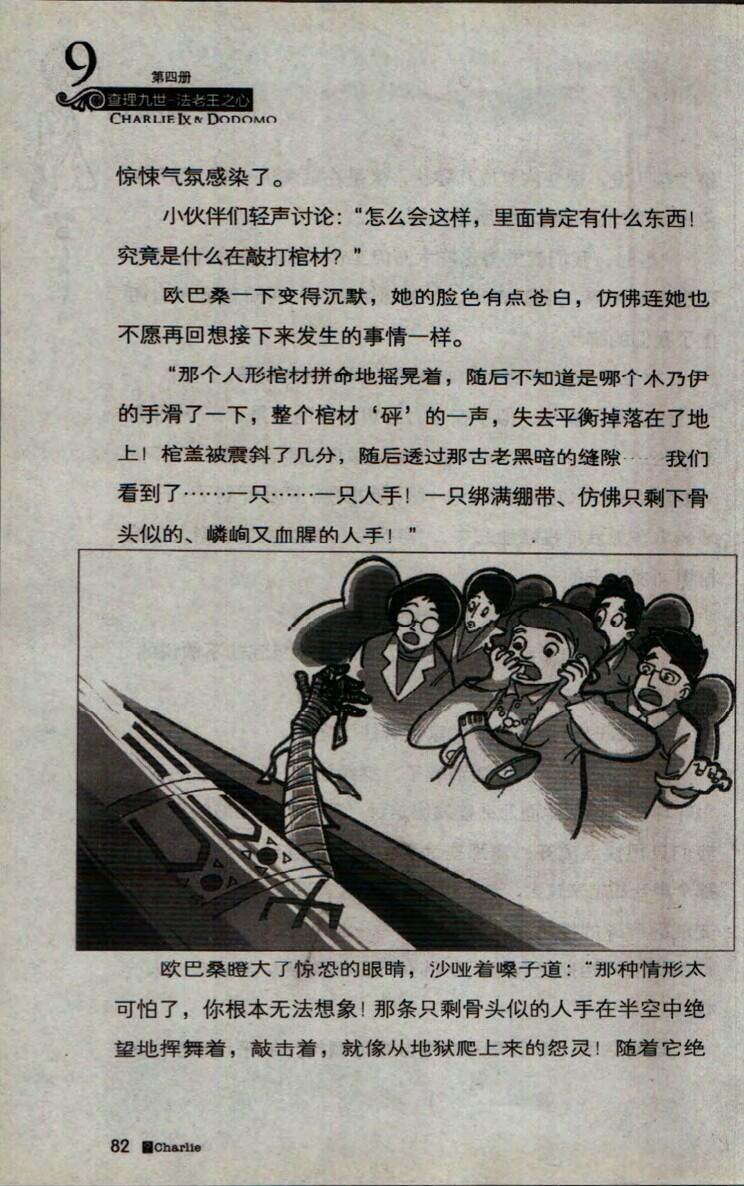 9
第四册
查理九世·法老王之心
CHARLIE IX & DODOMO
惊悚气氛感染了。
小伙伴们轻声讨论：“怎么会这样，里面肯定有什么东西！
究竟是什么在敲打棺材？”
欧巴桑一下变得沉默，她的脸色有点苍白，仿佛连她也
不愿再回想接下来发生的事情一样。
“那个人形棺材拼命地摇晃着，随后不知道是哪个木乃伊
的手滑了一下，整个棺材‘砰’的一声，失去平衡掉落在了地
上！棺盖被震斜了几分，随后透过那古老黑暗的缝隙……我们
看到了……一只……一只人手！一只绑满绷带、仿佛只剩下骨
头似的、嶙峋又血腥的人手！”
欧巴桑瞪大了惊恐的眼睛，沙哑着嗓子道：“那种情形太
可怕了，你根本无法想象！那条只剩骨头似的人手在半空中绝
望地挥舞着，敲击着，就像从地狱爬上来的怨灵！随着它绝
82 Charlie